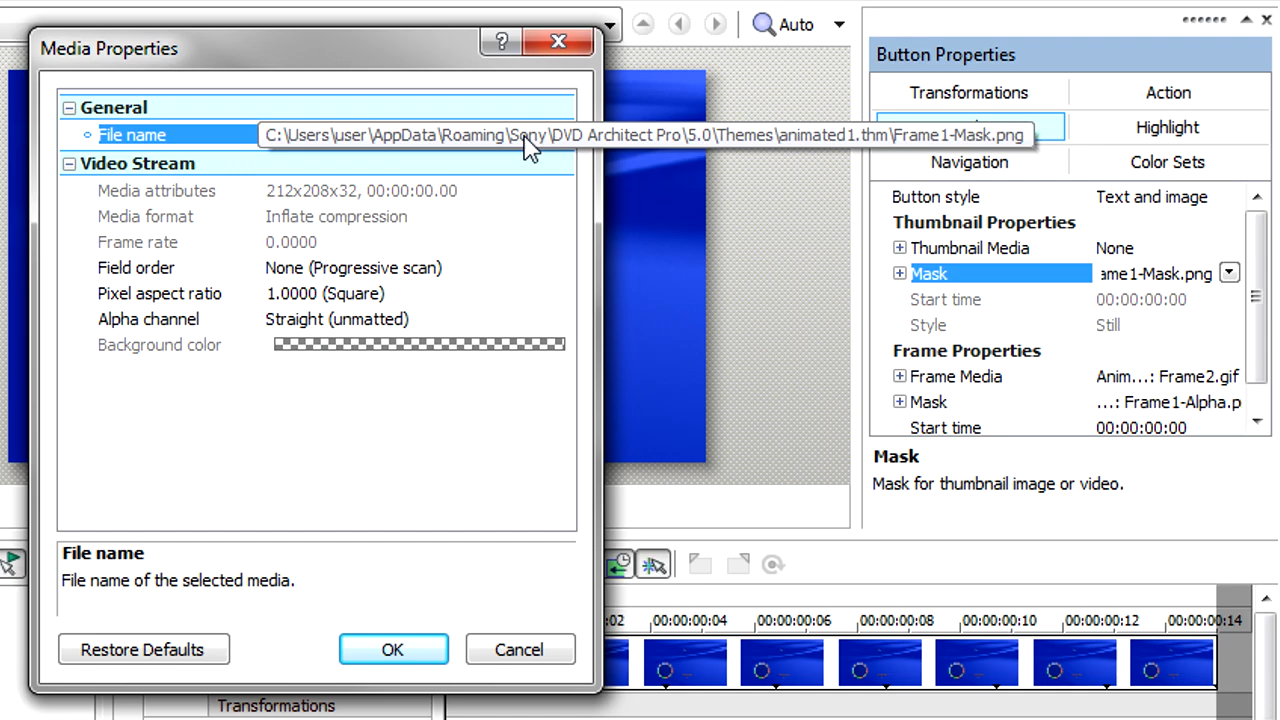 Media Properties
?
General
File name
C:\Users\user\AppData\Roaming\Sony\DVD Architect Pro\5.0\Themes\animated1.thm\Frame1-Mask.png
Video Stream
Media attributes 212x208x32, 00:00:00.00
Media format Inflate compression
Frame rate 0.0000
Field order None (Progressive scan)
Pixel aspect ratio 1.0000 (Square)
Alpha channel Straight (unmatted)
Background color
File name
File name of the selected media.
Restore Defaults OK Cancel
Auto
Button Properties
Transformations Action
Highlight
Navigation Color Sets
Button style Text and image
Thumbnail Properties
Thumbnail Media None
Mask ame1-Mask.png
Start time 00:00:00:00
Style Still
Frame Properties
Frame Media Anim...: Frame2.gif
Mask ...: Frame1-Alpha.p
Start time 00:00:00:00
Mask
Mask for thumbnail image or video.
:02 00:00:00:04 00:00:00:06 00:00:00:08 00:00:00:10 00:00:00:12 00:00:00:14
Transformations